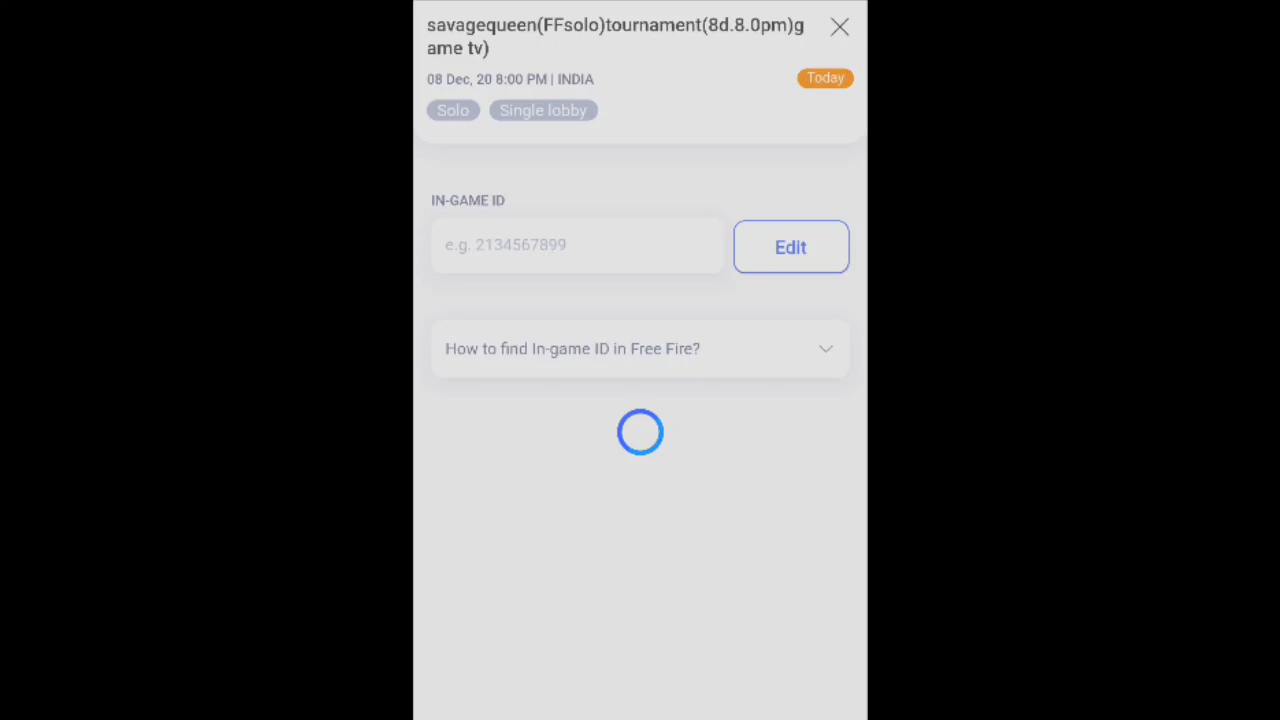 savagequeen(FFsolo)tournament(8d.8.0pm)g
ame tv)
08 Dec, 20 8:00 PM | INDIA
Today
Solo
Single lobby
IN-GAME ID
e.g. 2134567899
Edit
How to find In-game ID in Free Fire?